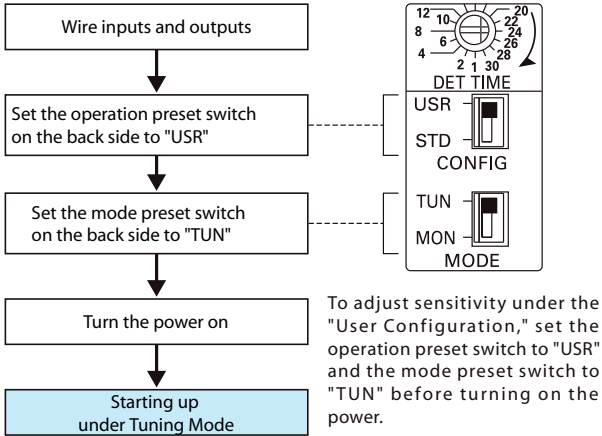 Wire inputs and outputs
Set the operation preset switch
on the back side to "USR"
Set the mode preset switch
on the back side to "TUN"
Turn the power on
Starting up
under Tuning Mode
12
10
8
6
4
2
1
30
28
26
24
22
20
DET TIME
USR
STD
CONFIG
TUN
MON
MODE
To adjust sensitivity under the
"User Configuration," set the
operation preset switch to "USR"
and the mode preset switch to
"TUN" before turning on the
power.